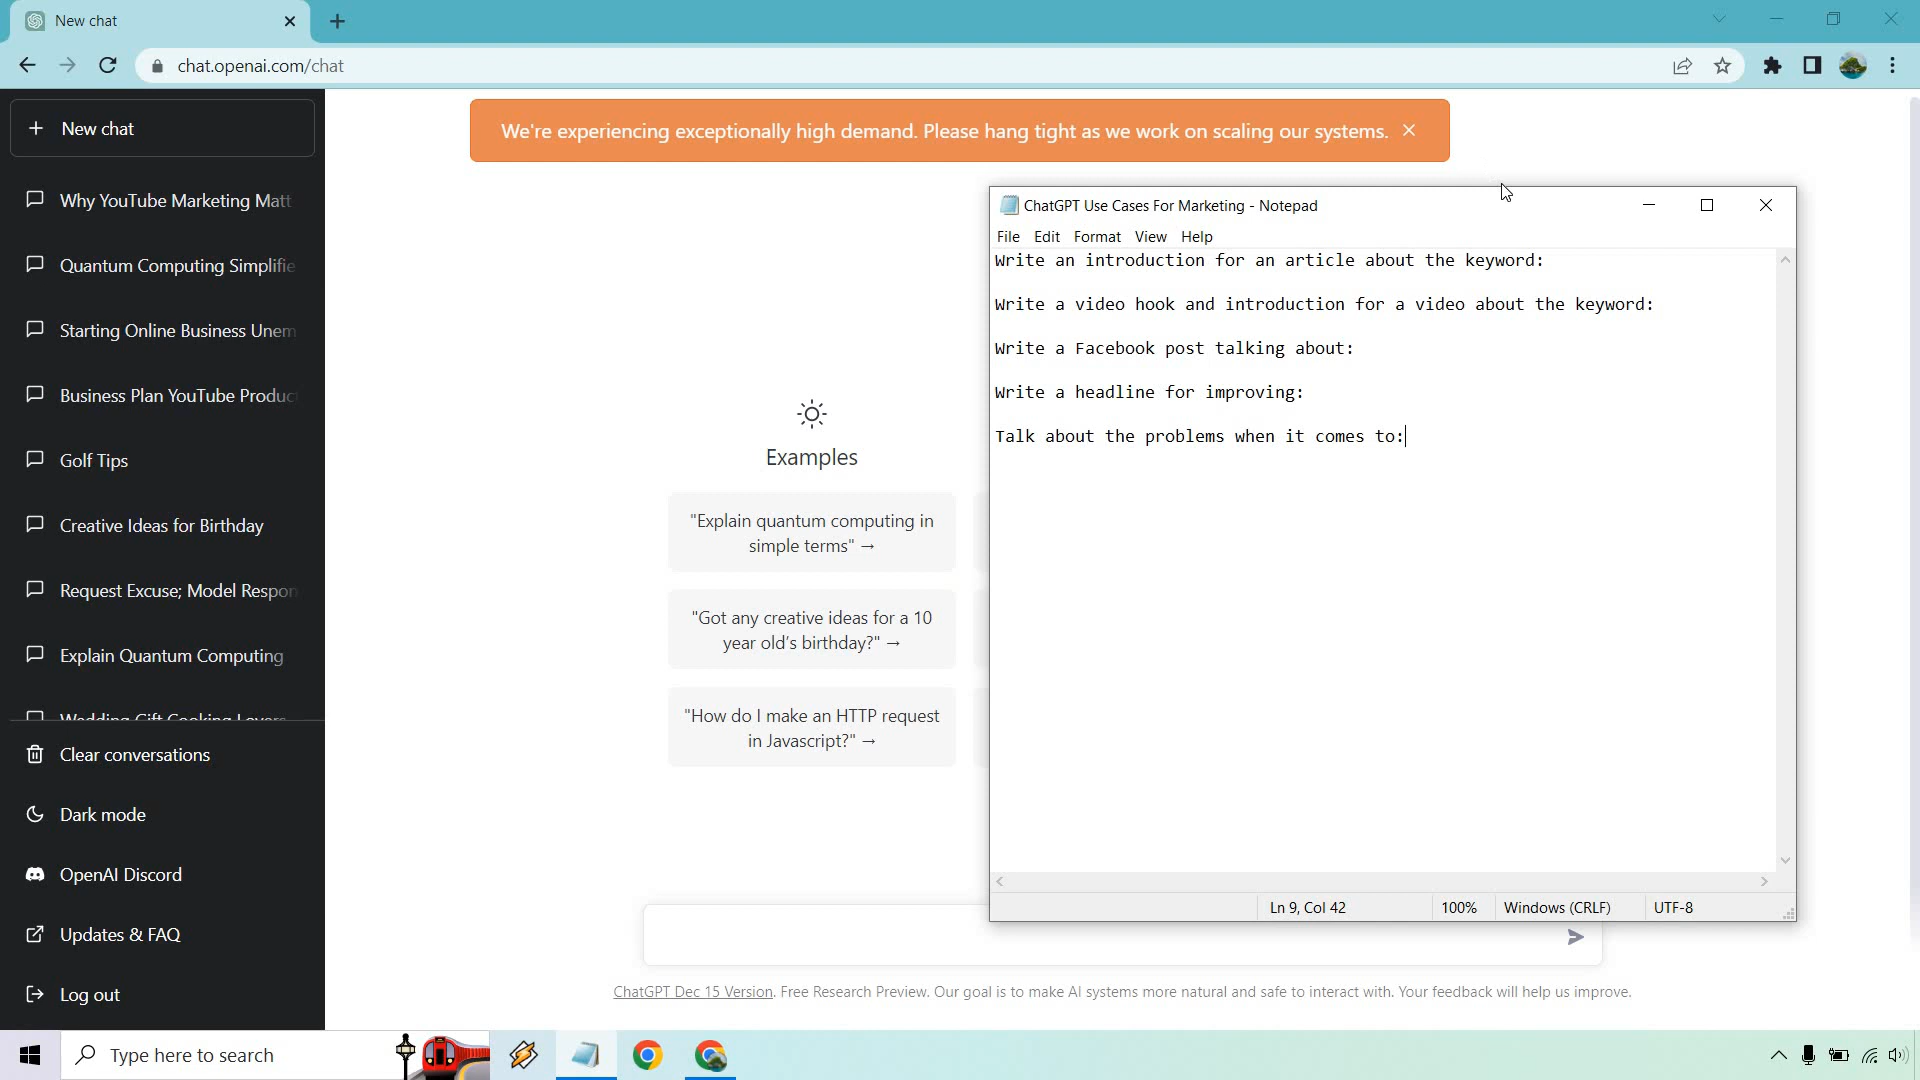 New chat
chat.openai.com/chat
New chat
Why YouTube Marketing Matt
Quantum Computing Simplifie
Starting Online Business Unem
Business Plan YouTube Produc
Golf Tips
Creative Ideas for Birthday
Request Excuse; Model Respon
Explain Quantum Computing
Wedding Gift Cooking Lovers
Clear conversations
Dark mode
OpenAI Discord
Updates & FAQ
Log out
We're experiencing exceptionally high demand. Please hang tight as we work on scaling our systems.
Examples
"Explain quantum computing in
simple terms" →
"Got any creative ideas for a 10
year old's birthday?" →
"How do I make an HTTP request
in Javascript?" →
ChatGPT Use Cases For Marketing - Notepad
File Edit Format View Help
Write an introduction for an article about the keyword:
Write a video hook and introduction for a video about the keyword:
Write a Facebook post talking about:
Write a headline for improving:
Talk about the problems when it comes to:
Ln 9, Col 42 100% Windows (CRLF) UTF-8
ChatGPT Dec 15 Version. Free Research Preview. Our goal is to make AI systems more natural and safe to interact with. Your feedback will help us improve.
Type here to search